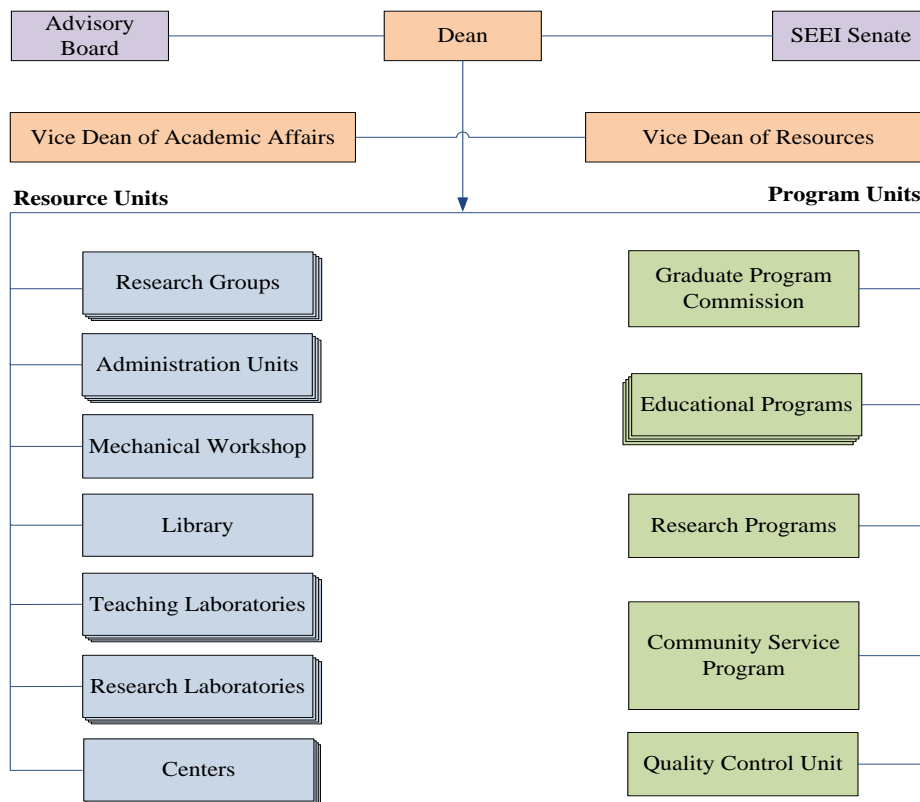 Advisory
Board
Dean
SEEI Senate
Vice Dean of Academic Affairs
Vice Dean of Resources
Resource Units
Program Units
Research Groups
Administration Units
Mechanical Workshop
Library
Teaching Laboratories
Research Laboratories
Centers
Graduate Program
Commission
Educational Programs
Research Programs
Community Service
Program
Quality Control Unit